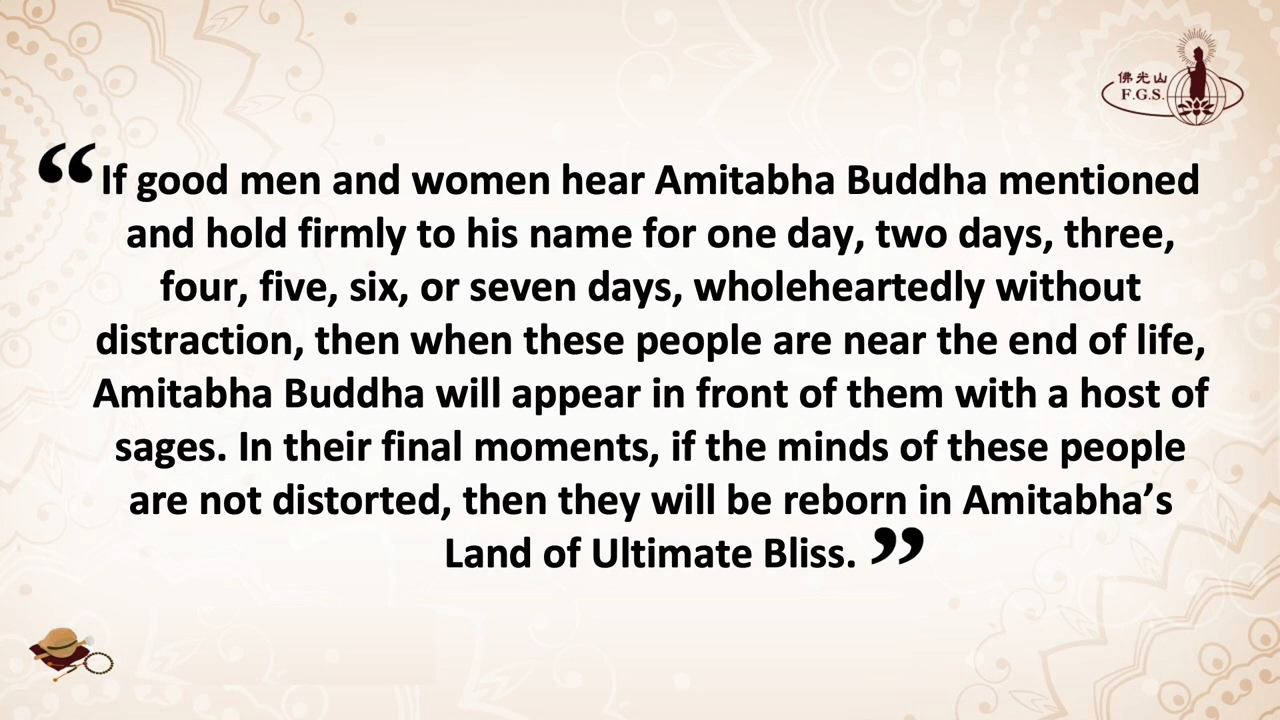 佛光山
F.G.S.
“If good men and women hear Amitabha Buddha mentioned
and hold firmly to his name for one day, two days, three,
four, five, six, or seven days, wholeheartedly without
distraction, then when these people are near the end of life,
Amitabha Buddha will appear in front of them with a host of
sages. In their final moments, if the minds of these people
are not distorted, then they will be reborn in Amitabha’s
Land of Ultimate Bliss.”